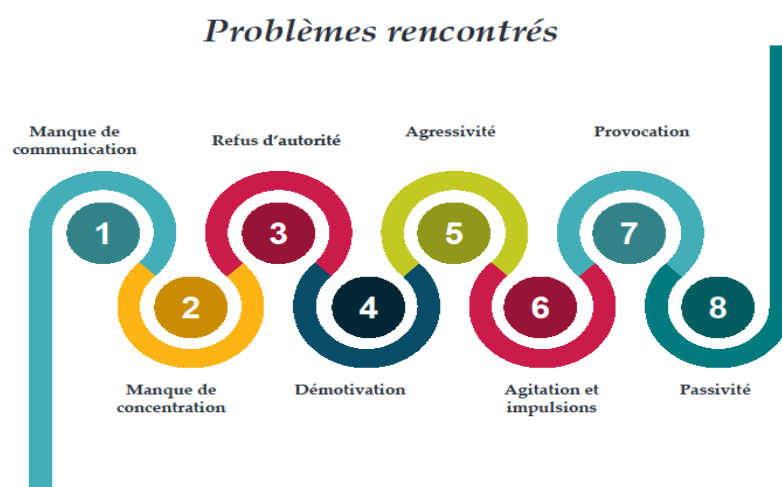 Problèmes rencontrés
Manque de
communication
Refus d'autorité
Agressivité
Provocation
1
3
5
7
2
4
6
8
Manque de
concentration
Démotivation
Agitation et
impulsions
Passivité